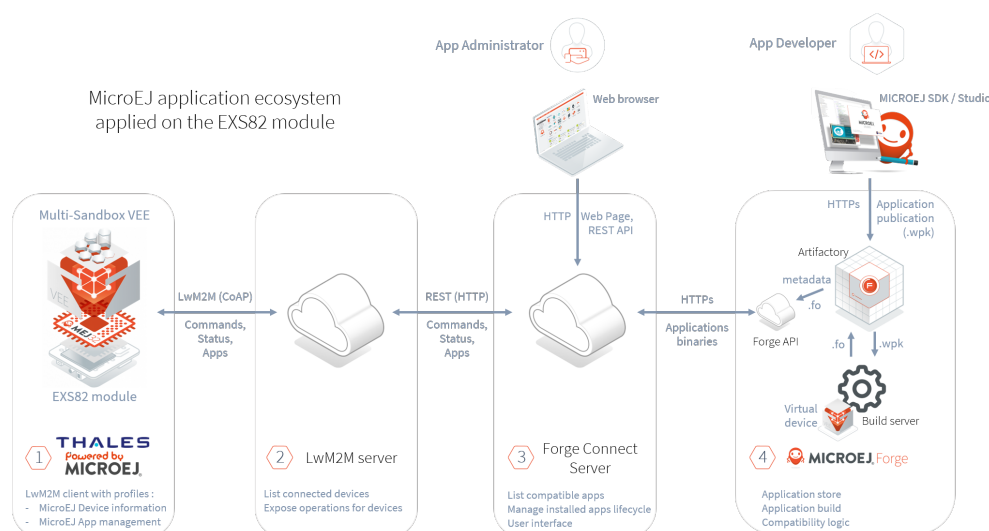 App Administrator
App Developer
MicroEJ application ecosystem
applied on the EXS82 module
Web browser
MICROEJ SDK / Studio
MICROEJ
Multi-Sandbox VEE
HTTP
Web Page,
REST API
HTTPs
Application
publication
(.wpk)
Artifactory
VEE
MEJ
LwM2M (CoAP)
Commands,
Status,
Apps
REST (HTTP)
Commands,
Status,
Apps
HTTPs
Applications
binaries
metadata
.fo
F
Forge API
.fo
.wpk
EXS82 module
Virtual
device
Build server
1
THALES
Powered by
MICROEJ®
2
LwM2M server
3
Forge Connect
Server
4
MICROEJ. Forge
LwM2M client with profiles :
- MicroEJ Device information
- MicroEJ App management
List connected devices
Expose operations for devices
List compatible apps
Manage installed apps lifecycle
User interface
Application store
Application build
Compatibility logic